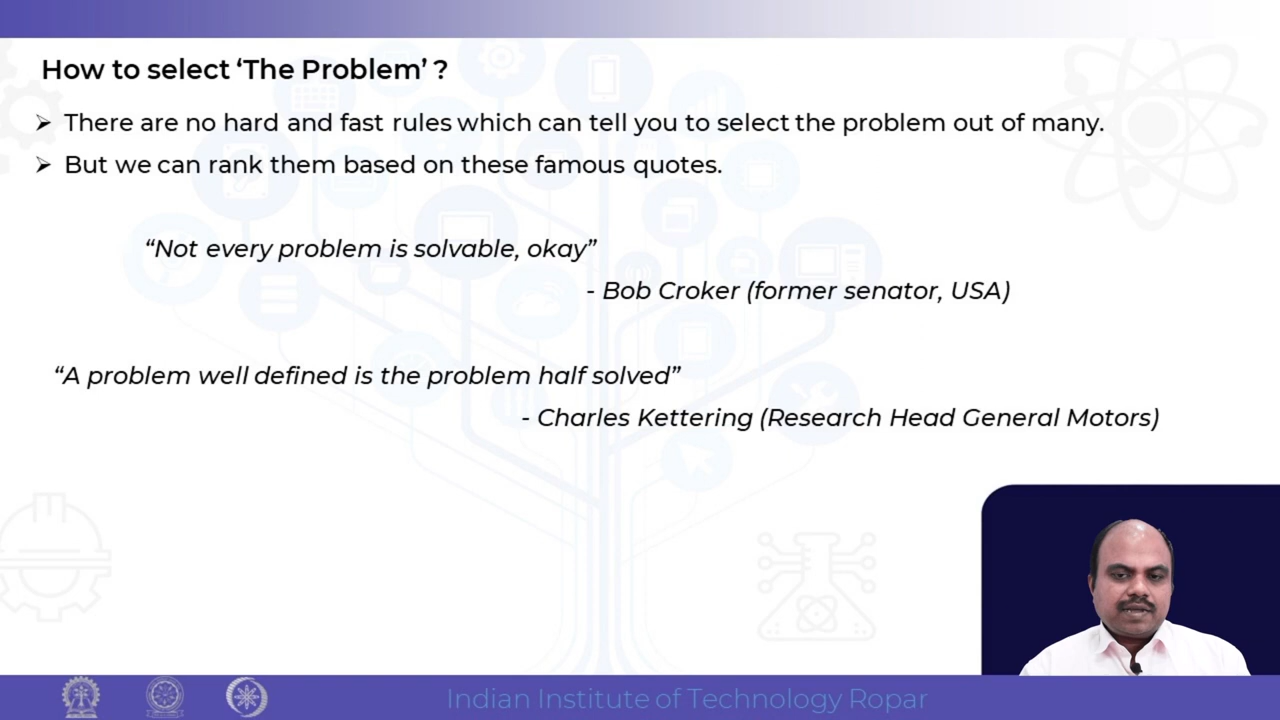 How to select ‘The Problem’ ?
➢ There are no hard and fast rules which can tell you to select the problem out of many.
➢ But we can rank them based on these famous quotes.
“Not every problem is solvable, okay”
- Bob Croker (former senator, USA)
“A problem well defined is the problem half solved”
- Charles Kettering (Research Head General Motors)
Indian Institute of Technology Ropar